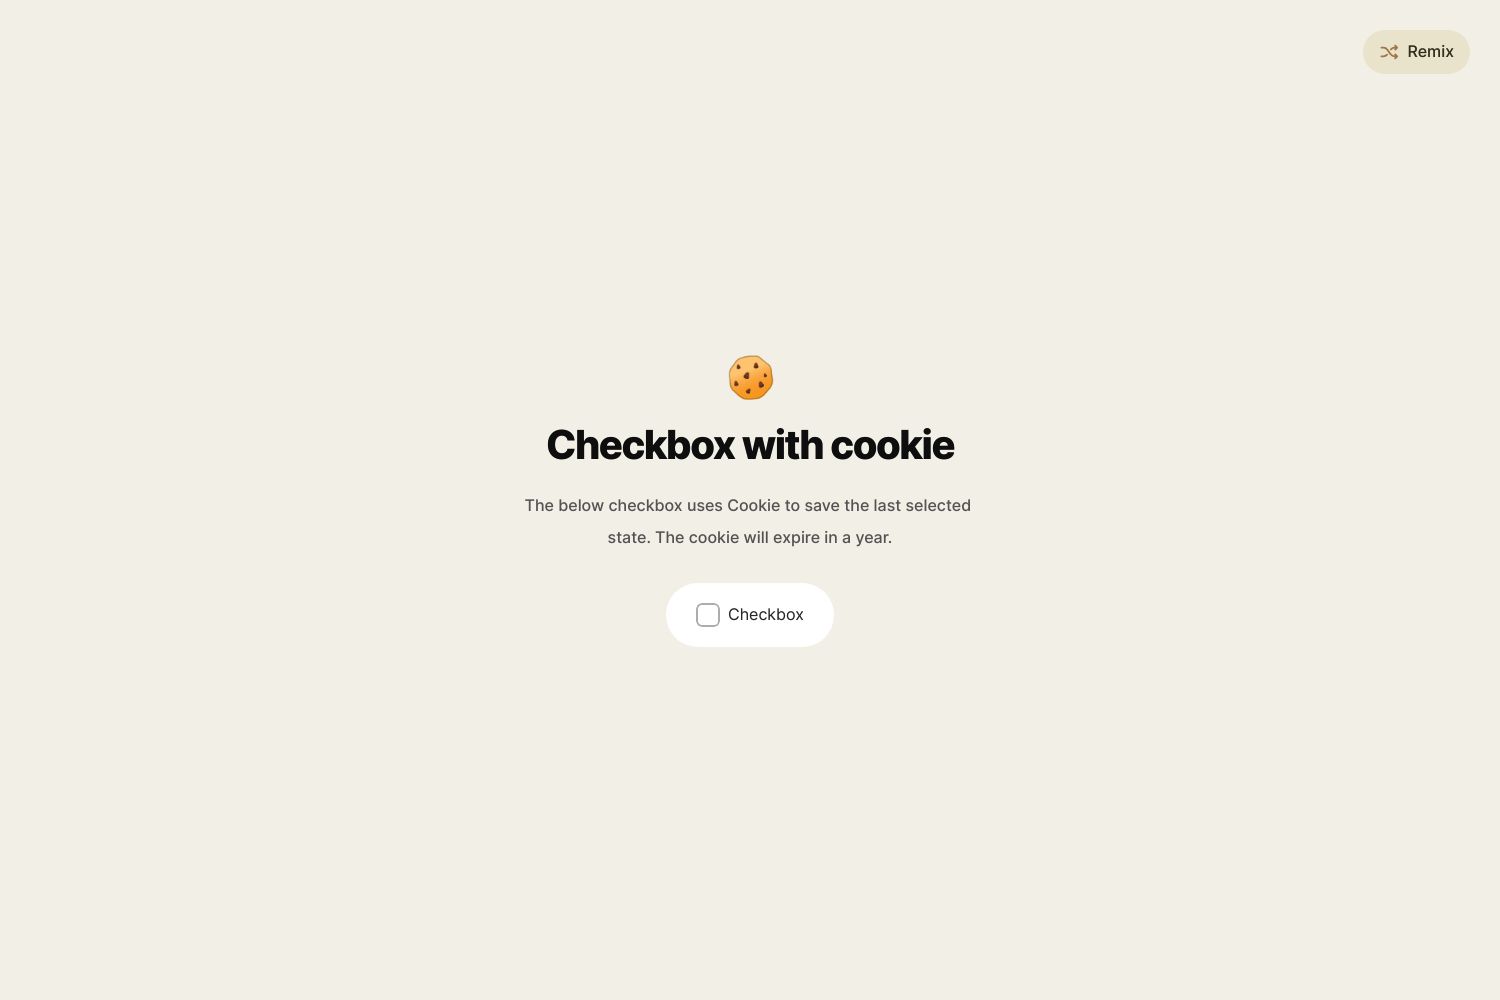 Remix
Checkbox with cookie
The below checkbox uses Cookie to save the last selected
state. The cookie will expire in a year.
Checkbox